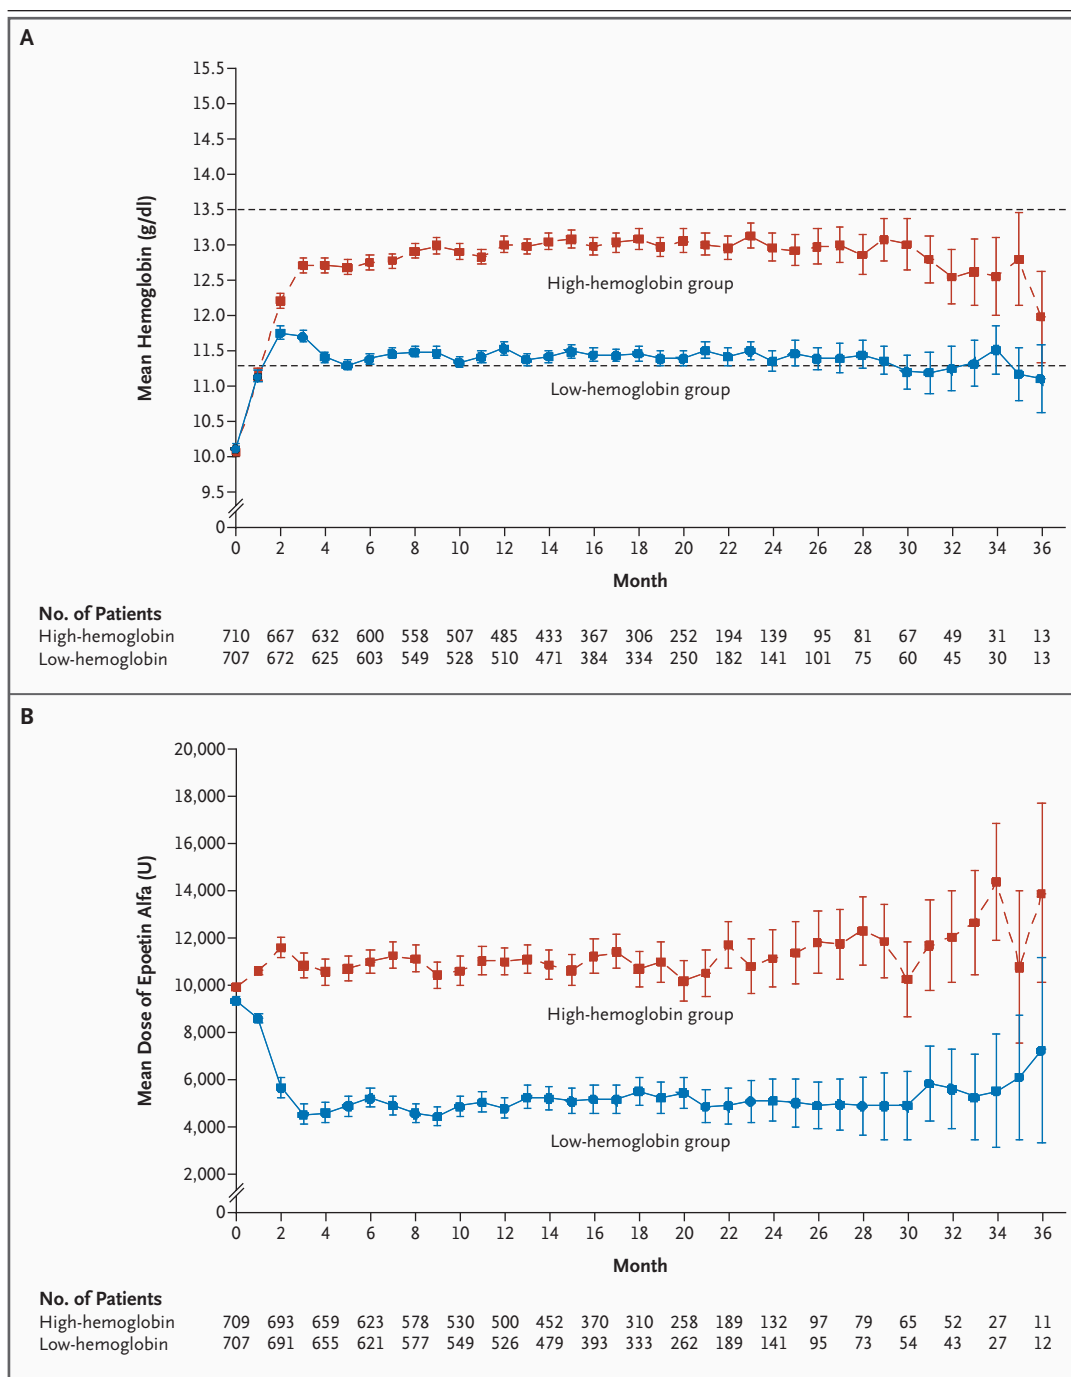 A
15.5
15.0
14.5
14.0
13.5
13.0
12.5
12.0
11.5
11.0
10.5
10.0
9.5
0
Mean Hemoglobin (g/dl)
High-hemoglobin group
Low-hemoglobin group
0 2 4 6 8 10 12 14 16 18 20 22 24 26 28 30 32 34 36
Month
No. of Patients
High-hemoglobin 710 667 632 600 558 507 485 433 367 306 252 194 139 95 81 67 49 31 13
Low-hemoglobin 707 672 625 603 549 528 510 471 384 334 250 182 141 101 75 60 45 30 13
B
20,000
18,000
16,000
14,000
12,000
10,000
8,000
6,000
4,000
2,000
0
Mean Dose of Epoetin Alfa (U)
High-hemoglobin group
Low-hemoglobin group
0 2 4 6 8 10 12 14 16 18 20 22 24 26 28 30 32 34 36
Month
No. of Patients
High-hemoglobin 709 693 659 623 578 530 500 452 370 310 258 189 132 97 79 65 52 27 11
Low-hemoglobin 707 691 655 621 577 549 526 479 393 333 262 189 141 95 73 54 43 27 12